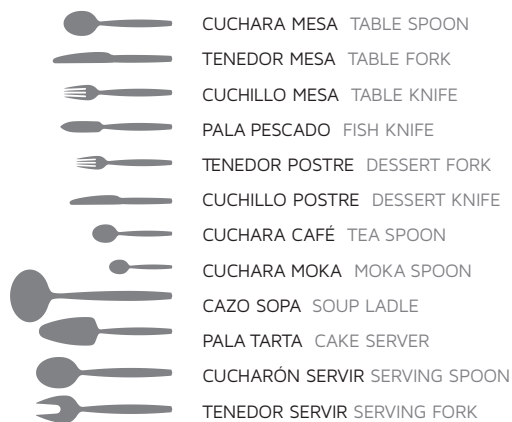 CUCHARA MESA TABLE SPOON
TENEDOR MESA TABLE FORK
CUCHILLO MESA TABLE KNIFE
PALA PESCADO FISH KNIFE
TENEDOR POSTRE DESSERT FORK
CUCHILLO POSTRE DESSERT KNIFE
CUCHARA CAFÉ TEA SPOON
CUCHARA MOKA MOKA SPOON
CAZO SOPA SOUP LADLE
PALA TARTA CAKE SERVER
CUCHARÓN SERVIR SERVING SPOON
TENEDOR SERVIR SERVING FORK